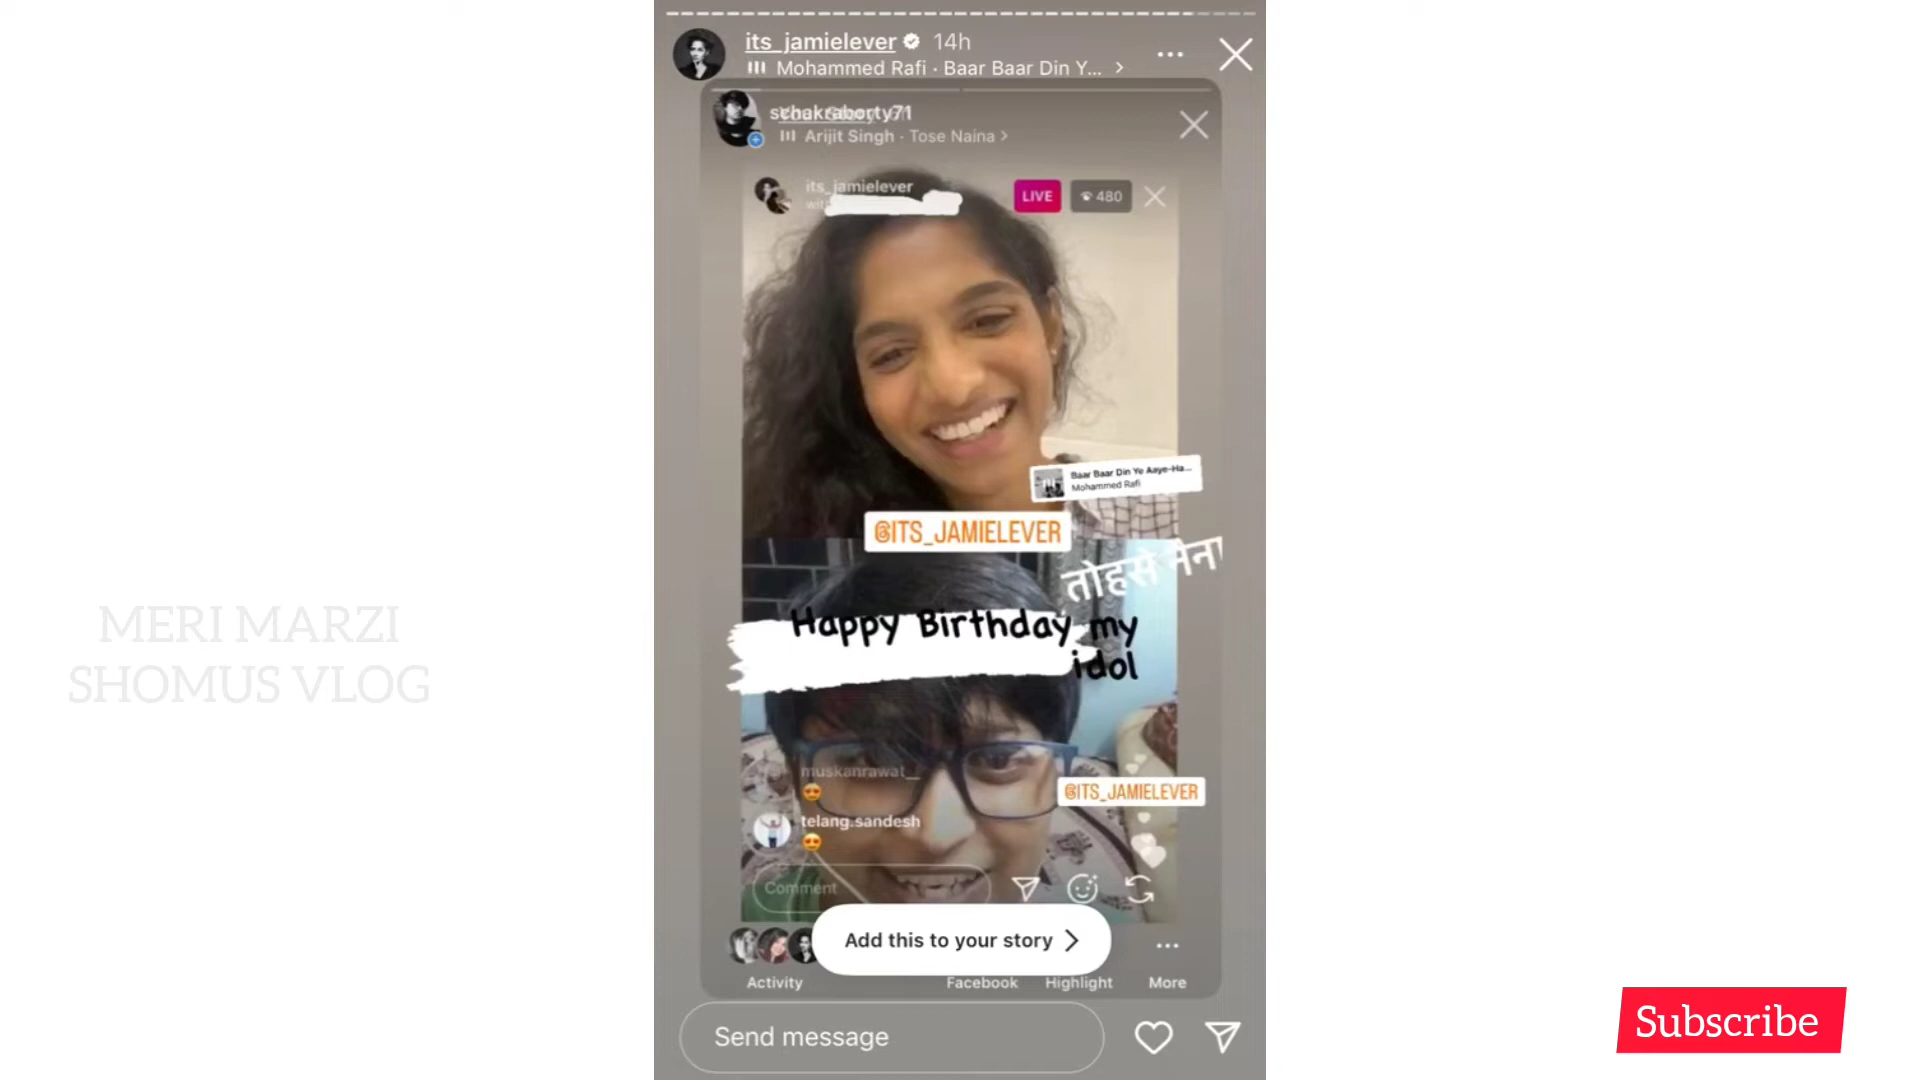 its_jamielever 14h
Mohammed Rafi · Baar Baar Din Y... >
schakraborty71
Arijit Singh · Tose Naina >
its_jamielever
LIVE
480
Baar Baar Din Ye Aaye-Ha...
Mohammed Rafi
@ITS_JAMIELEVER
तोहसे नैना
Happy Birthday my
idol
MERI MARZI
SHOMUS VLOG
muskanrawat__
@ITS_JAMIELEVER
telang.sandesh
Comment
Add this to your story
Activity
Facebook
Highlight
More
Send message
Subscribe